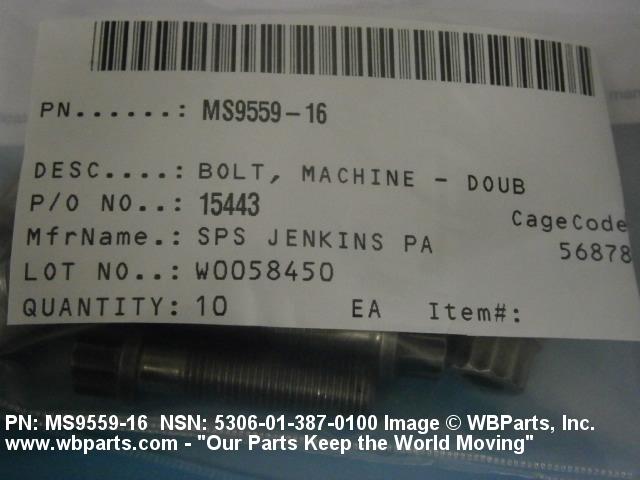 PN......: MS9559-16
DESC....: BOLT, MACHINE - DOUB
P/O NO..: 15443
CageCode
MfrName.: SPS JENKINS PA
56878
LOT NO..: W0058450
QUANTITY: 10 EA Item#:
PN: MS9559-16 NSN: 5306-01-387-0100 Image © WBParts, Inc.
www.wbparts.com - "Our Parts Keep the World Moving"